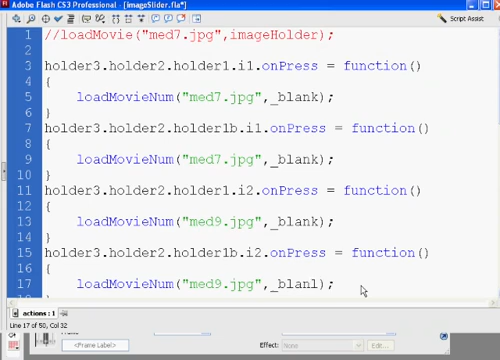 Adobe Flash CS3 Professional - [imageSlider.fla*]
Script Assist
1 //loadMovie("med7.jpg",imageHolder);
2
3 holder3.holder2.holder1.i1.onPress = function()
4 {
5 loadMovieNum("med7.jpg",_blank);
6 }
7 holder3.holder2.holder1b.i1.onPress = function()
8 {
9 loadMovieNum("med7.jpg",_blank);
10 }
11 holder3.holder2.holder1.i2.onPress = function()
12 {
13 loadMovieNum("med9.jpg",_blank);
14 }
15 holder3.holder2.holder1b.i2.onPress = function()
16 {
17 loadMovieNum("med9.jpg",_blanl);
actions : 1
Line 17 of 50, Col 32
<Frame Label>
Effect: None Edit...